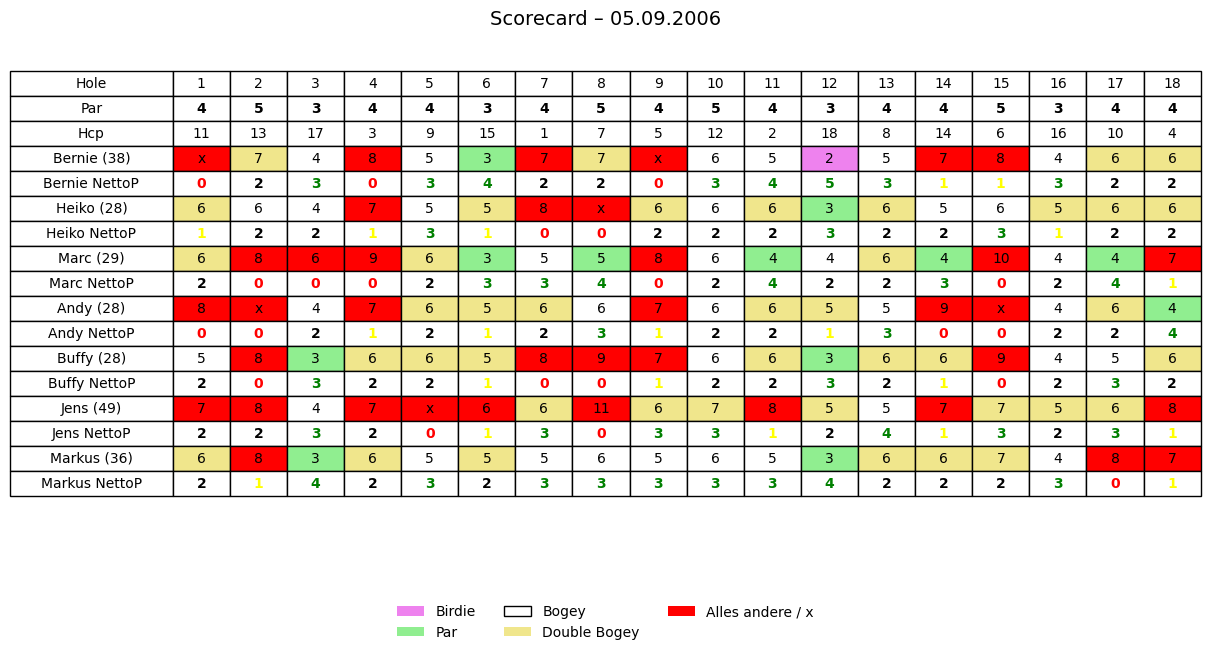 Scorecard – 05.09.2006
Hole 1 2 3 4 5 6 7 8 9 10 11 12 13 14 15 16 17 18
Par 4 5 3 4 4 3 4 5 4 5 4 3 4 4 5 3 4 4
Hcp 11 13 17 3 9 15 1 7 5 12 2 18 8 14 6 16 10 4
Bernie (38) x 7 4 8 5 3 7 7 x 6 5 2 5 7 8 4 6 6
Bernie NettoP 0 2 3 0 3 4 2 2 0 3 4 5 3 1 1 3 2 2
Heiko (28) 6 6 4 7 5 5 8 x 6 6 6 3 6 5 6 5 6 6
Heiko NettoP 1 2 2 1 3 1 0 0 2 2 2 3 2 2 3 1 2 2
Marc (29) 6 8 6 9 6 3 5 5 8 6 4 4 6 4 10 4 4 7
Marc NettoP 2 0 0 0 2 3 3 4 0 2 4 2 2 3 0 2 4 1
Andy (28) 8 x 4 7 6 5 6 6 7 6 6 5 5 9 x 4 6 4
Andy NettoP 0 0 2 1 2 1 2 3 1 2 2 1 3 0 0 2 2 4
Buffy (28) 5 8 3 6 6 5 8 9 7 6 6 3 6 6 9 4 5 6
Buffy NettoP 2 0 3 2 2 1 0 0 1 2 2 3 2 1 0 2 3 2
Jens (49) 7 8 4 7 x 6 6 11 6 7 8 5 5 7 7 5 6 8
Jens NettoP 2 2 3 2 0 1 3 0 3 3 1 2 4 1 3 2 3 1
Markus (36) 6 8 3 6 5 5 5 6 5 6 5 3 6 6 7 4 8 7
Markus NettoP 2 1 4 2 3 2 3 3 3 3 3 4 2 2 2 3 0 1
Birdie Bogey Alles andere / x
Par Double Bogey